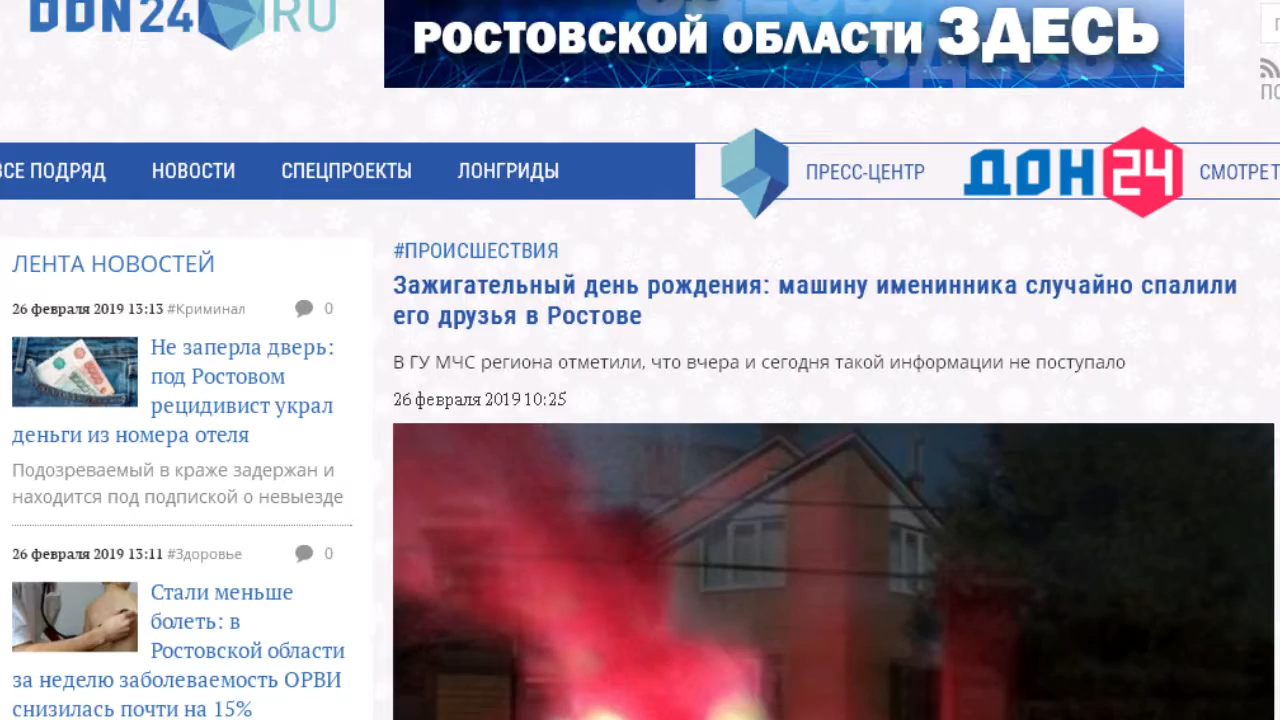 DON24.RU
РОСТОВСКОЙ ОБЛАСТИ ЗДЕСЬ
ВСЕ ПОДРЯД
НОВОСТИ
СПЕЦПРОЕКТЫ
ЛОНГРИДЫ
ПРЕСС-ЦЕНТР
ДОН 24
ЛЕНТА НОВОСТЕЙ
26 февраля 2019 13:13 #Криминал 0
Не заперла дверь:
под Ростовом
рецидивист украл
деньги из номера отеля
Подозреваемый в краже задержан и
находится под подпиской о невыезде
26 февраля 2019 13:11 #Здоровье 0
Стали меньше
болеть: в
Ростовской области
за неделю заболеваемость ОРВИ
снизилась почти на 15%
#ПРОИСШЕСТВИЯ
Зажигательный день рождения: машину именинника случайно спалили
его друзья в Ростове
В ГУ МЧС региона отметили, что вчера и сегодня такой информации не поступало
26 февраля 2019 10:25